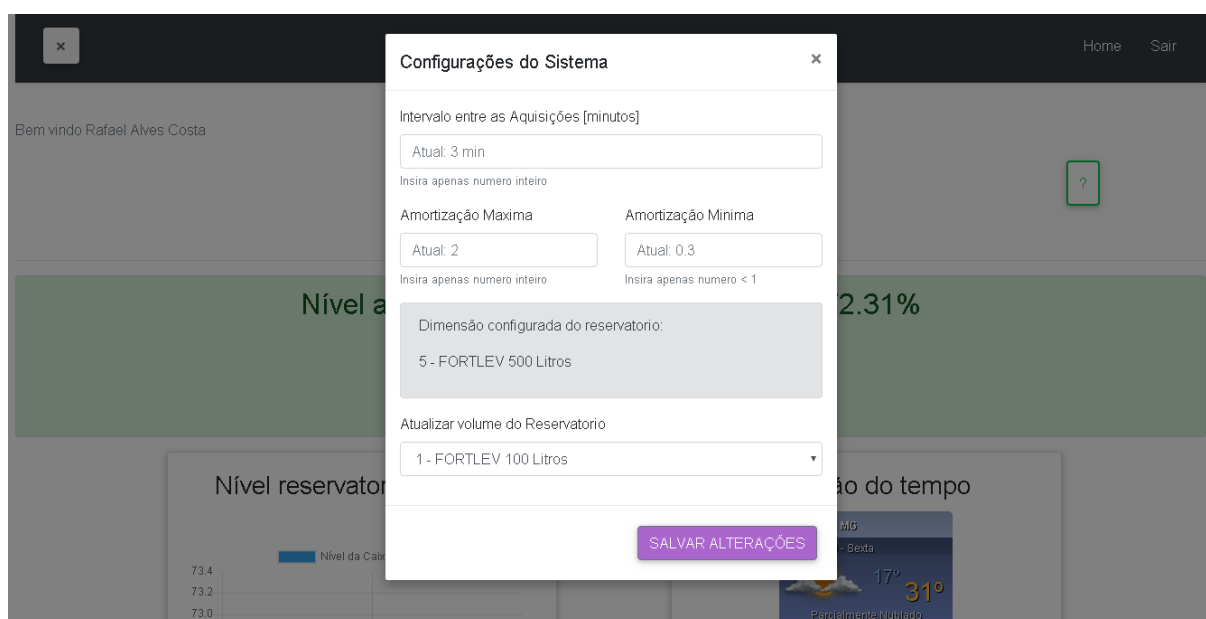 ×
Home Sair
Bem vindo Rafael Alves Costa
?
Configurações do Sistema ×
Intervalo entre as Aquisições [minutos]
Atual: 3 min
Insira apenas numero inteiro
Amortização Maxima Amortização Minima
Atual: 2 Atual: 0.3
Insira apenas numero inteiro Insira apenas numero < 1
Dimensão configurada do reservatorio:
5 - FORTLEV 500 Litros
Atualizar volume do Reservatorio
1 - FORTLEV 100 Litros
SALVAR ALTERAÇÕES
Nível 2.31%
Nível reservator do tempo
Nível da Caix
73.4
73.2
73.0
MG
- Sexta
17°
31°
Parcialmente Nublado